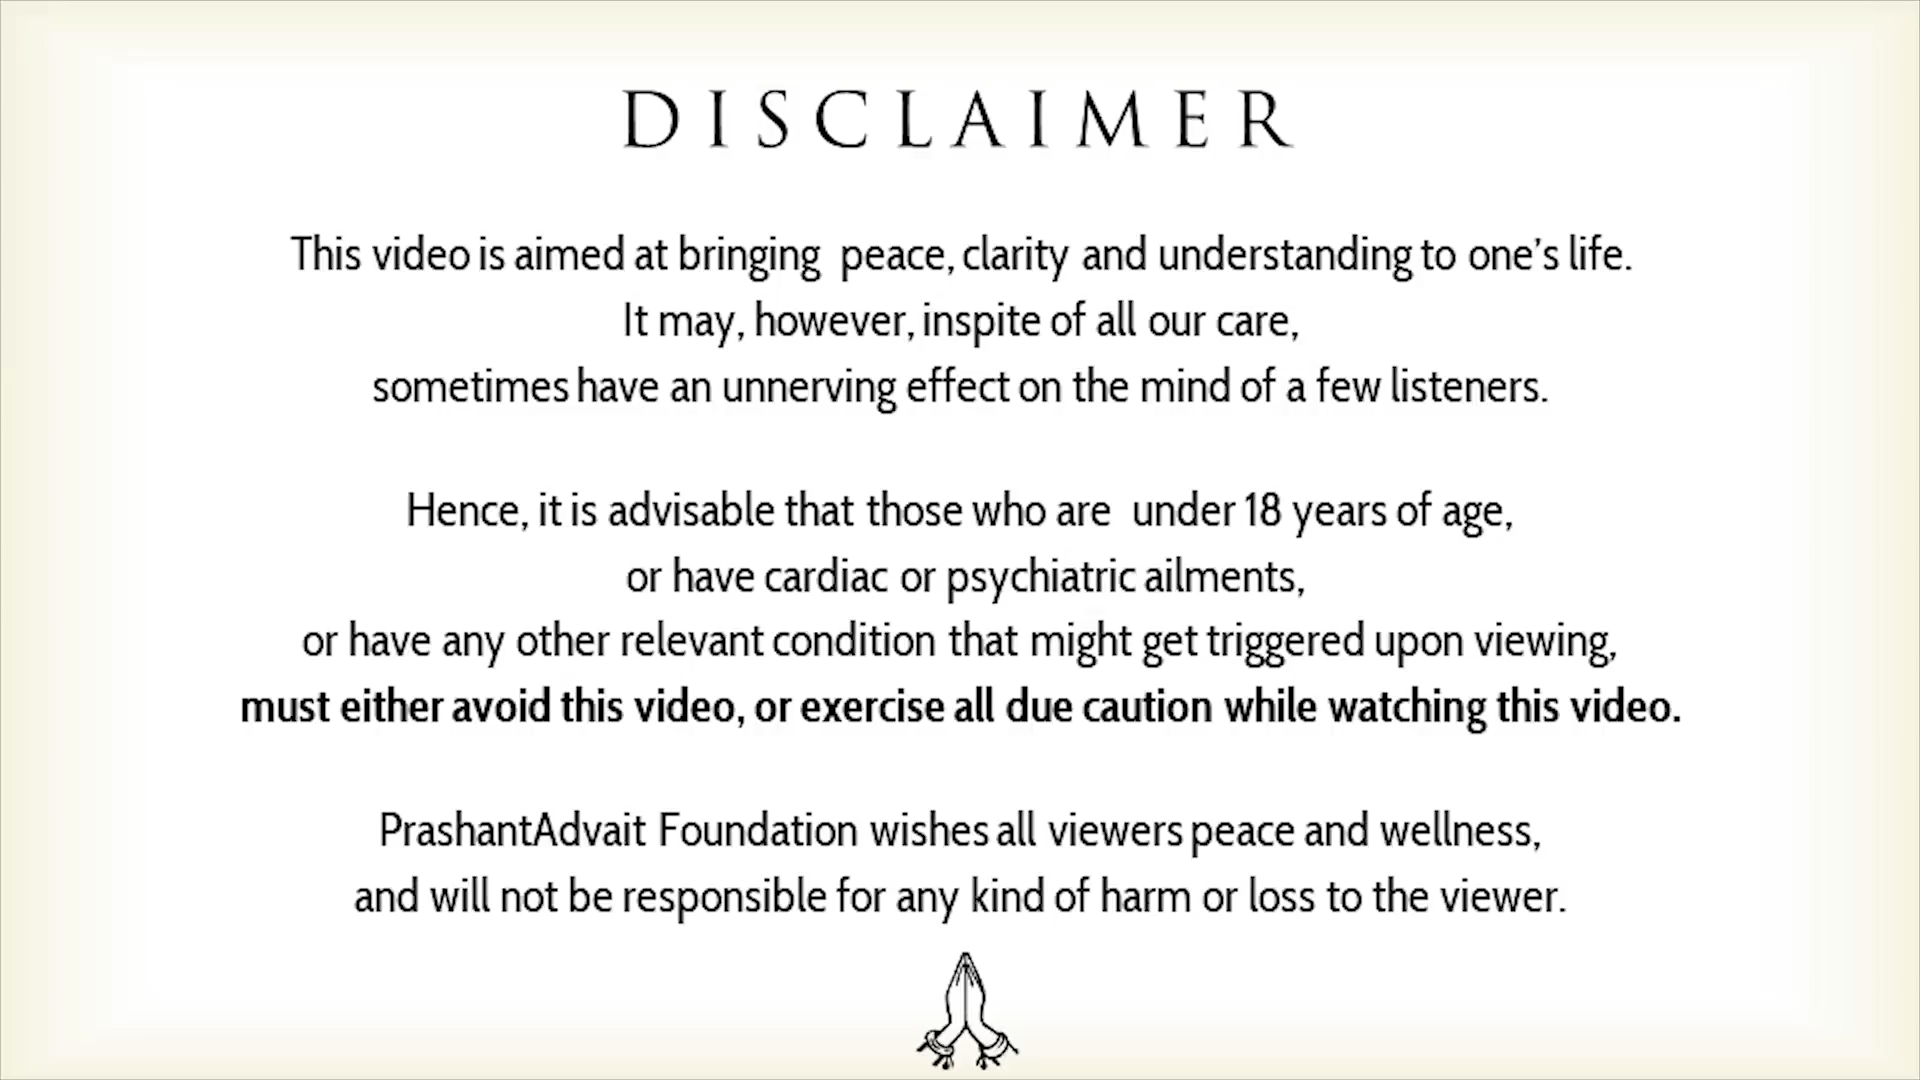 DISCLAIMER
This video is aimed at bringing peace, clarity and understanding to one's life.
It may, however, inspite of all our care,
sometimes have an unnerving effect on the mind of a few listeners.
Hence, it is advisable that those who are under 18 years of age,
or have cardiac or psychiatric ailments,
or have any other relevant condition that might get triggered upon viewing,
must either avoid this video, or exercise all due caution while watching this video.
PrashantAdvait Foundation wishes all viewers peace and wellness,
and will not be responsible for any kind of harm or loss to the viewer.